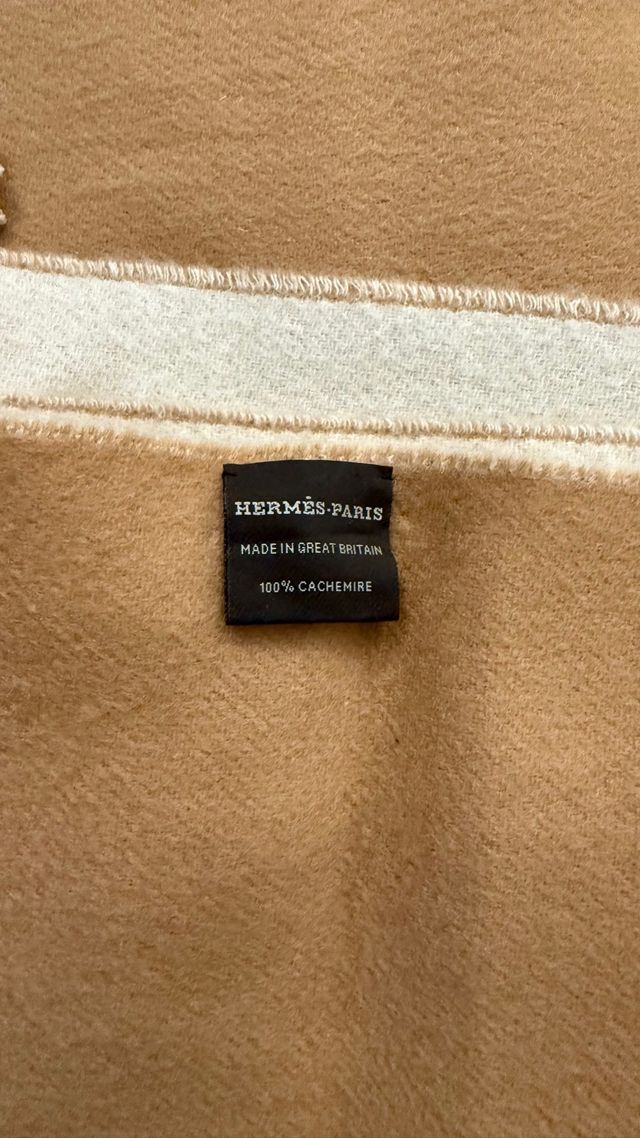 HERMÈS-PARIS
MADE IN GREAT BRITAIN
100% CACHEMIRE